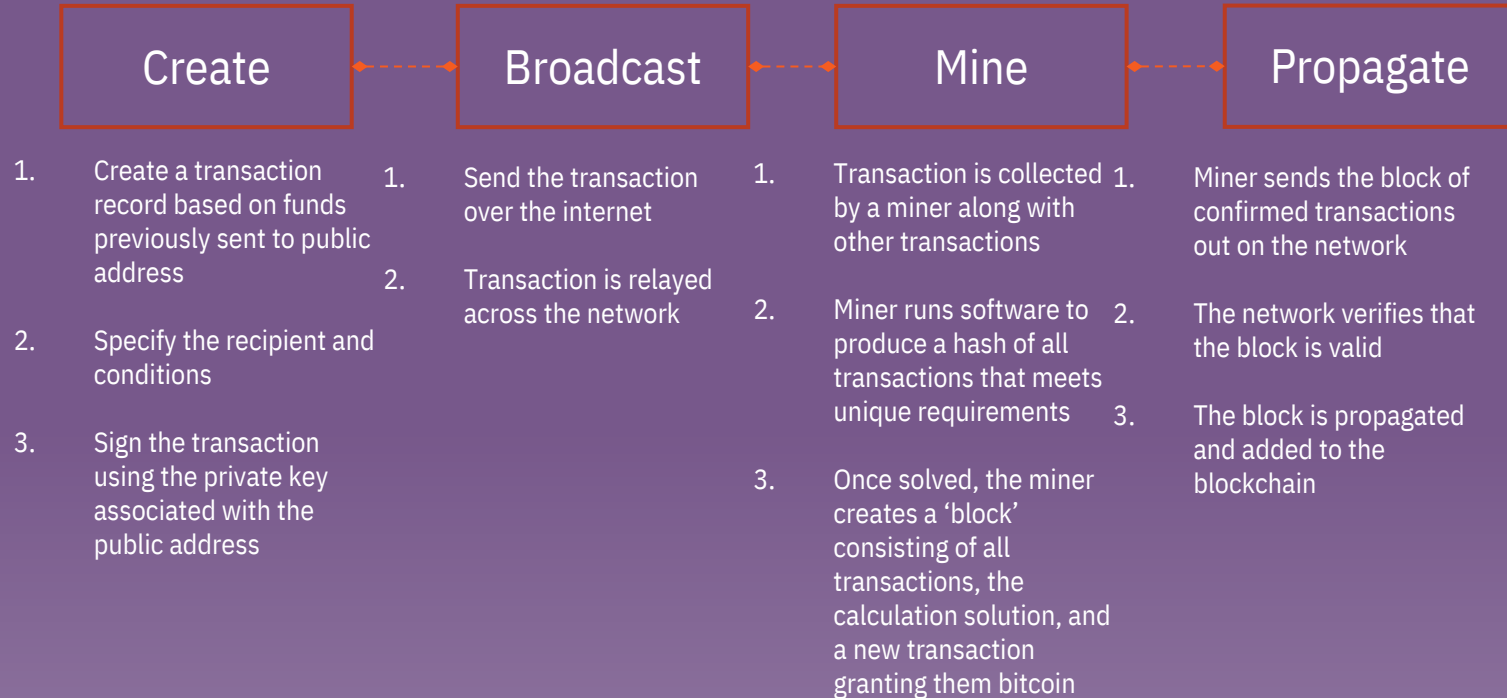 Create
1. Create a transaction
record based on funds
previously sent to public
address
2. Specify the recipient and
conditions
3. Sign the transaction
using the private key
associated with the
public address
Broadcast
1. Send the transaction
over the internet
2. Transaction is relayed
across the network
Mine
1. Transaction is collected
by a miner along with
other transactions
2. Miner runs software to
produce a hash of all
transactions that meets
unique requirements
3. Once solved, the miner
creates a ‘block’
consisting of all
transactions, the
calculation solution, and
a new transaction
granting them bitcoin
Propagate
1. Miner sends the block of
confirmed transactions
out on the network
2. The network verifies that
the block is valid
3. The block is propagated
and added to the
blockchain